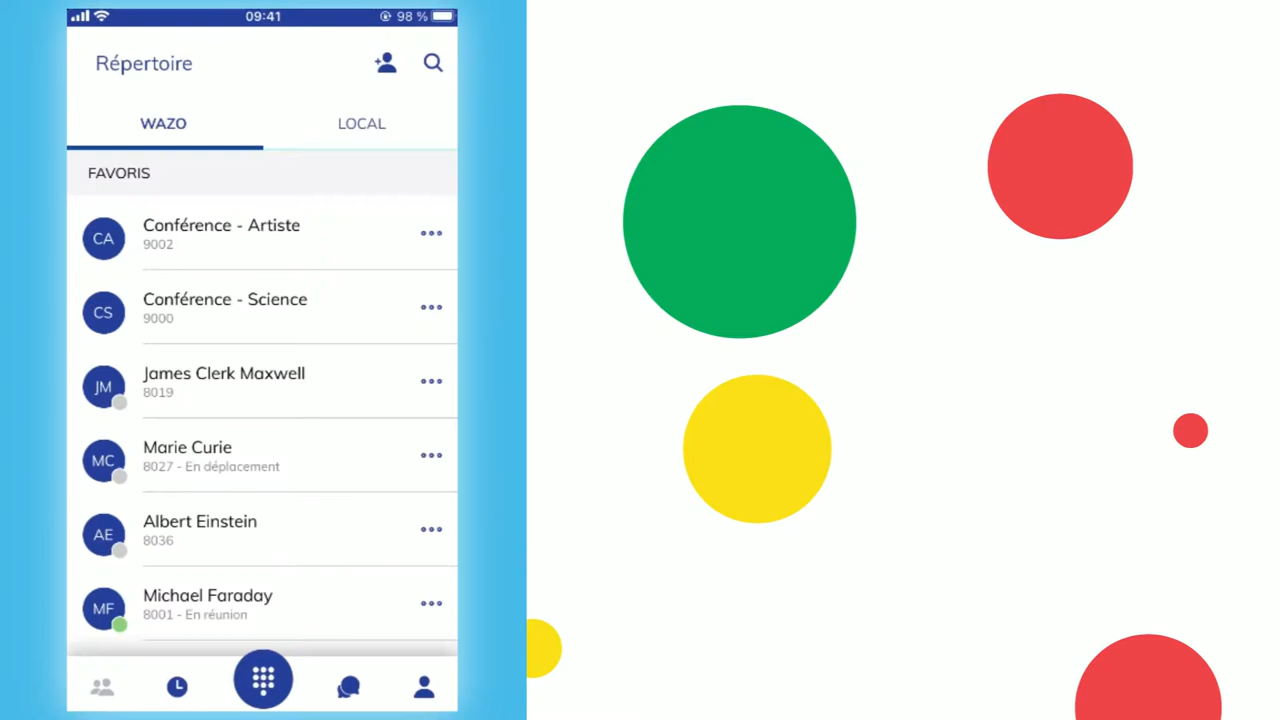 09:41
98 %
Répertoire
WAZO
LOCAL
FAVORIS
CA
Conférence - Artiste
9002
CS
Conférence - Science
9000
JM
James Clerk Maxwell
8019
MC
Marie Curie
8027 - En déplacement
AE
Albert Einstein
8036
MF
Michael Faraday
8001 - En réunion